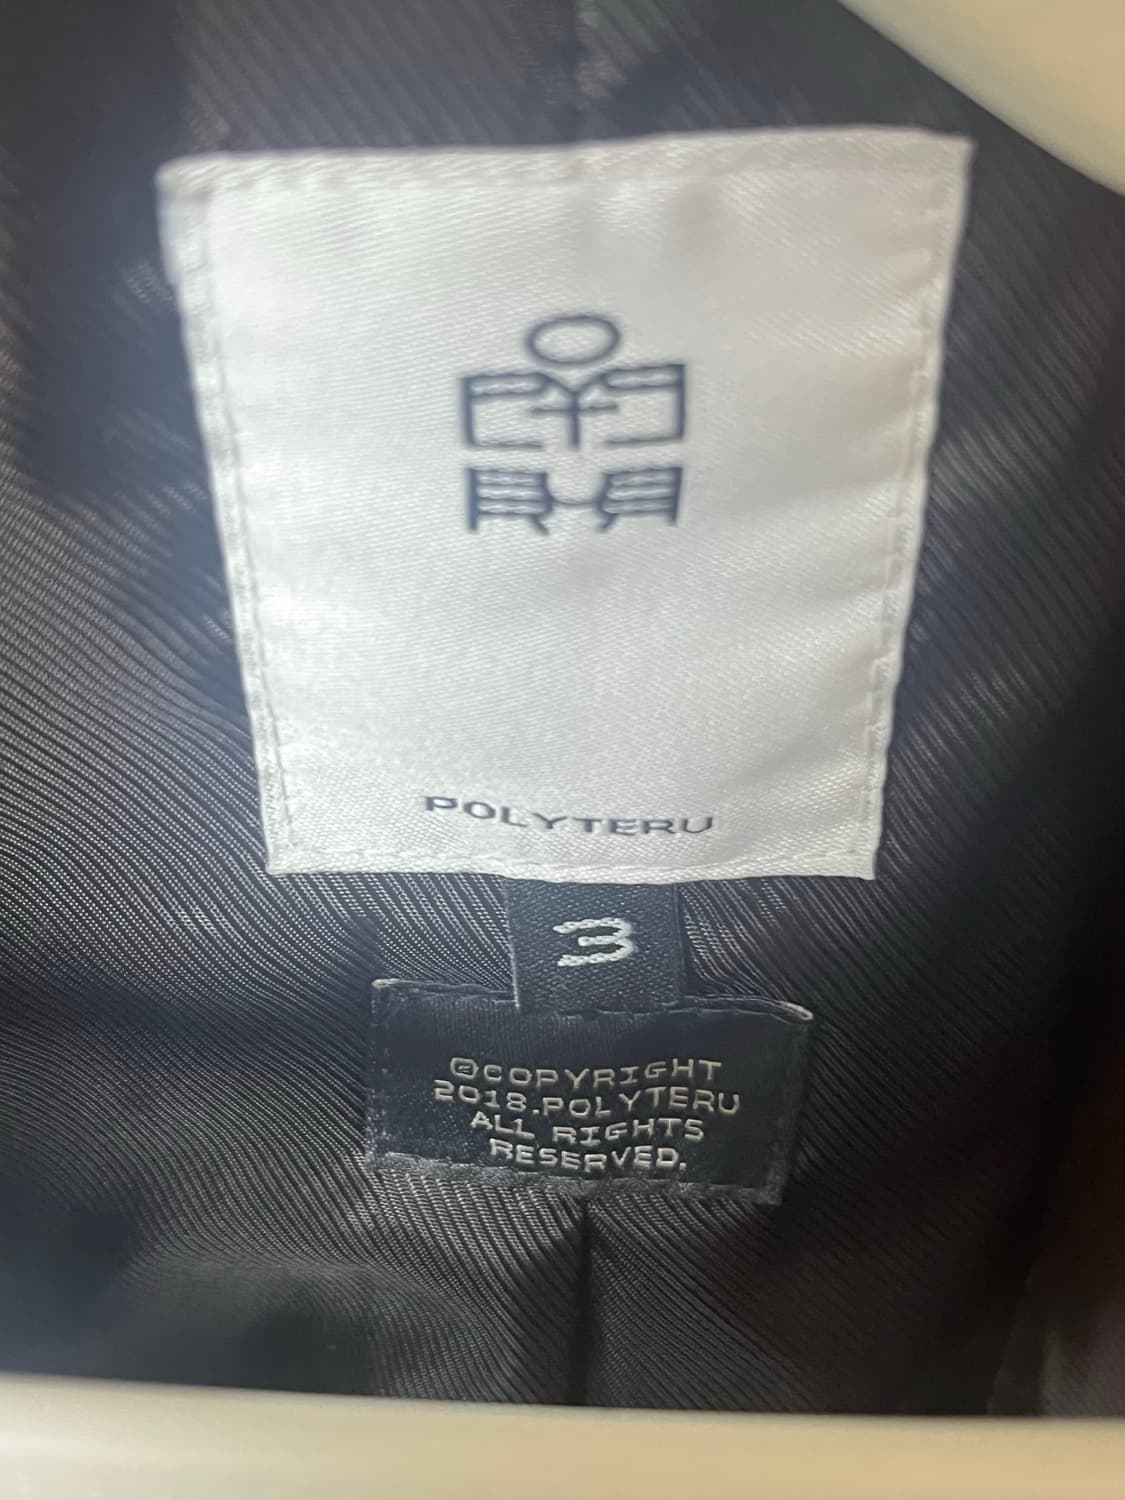 POLYTERU
3
©COPYRIGHT
2018.POLYTERU
ALL RIGHTS
RESERVED.